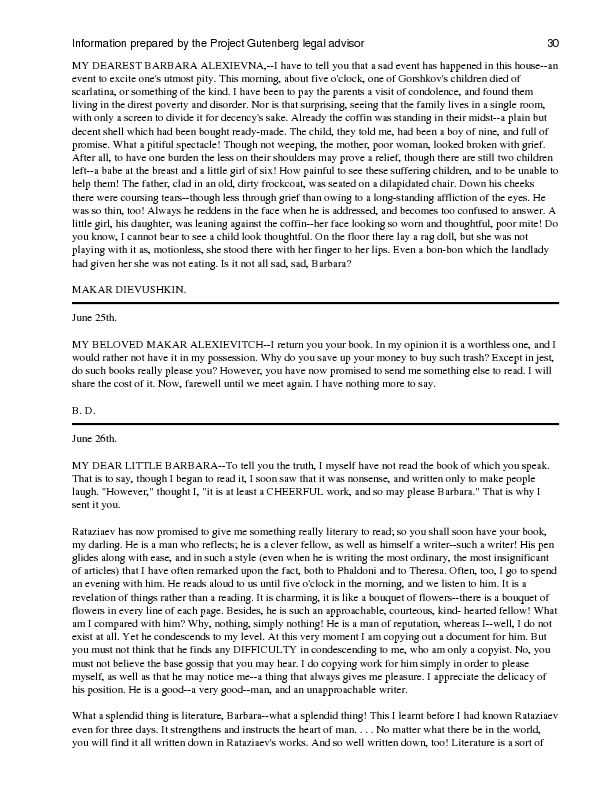 Information prepared by the Project Gutenberg legal advisor 30
MY DEAREST BARBARA ALEXIEVNA,--I have to tell you that a sad event has happened in this house--an
event to excite one's utmost pity. This morning, about five o'clock, one of Gorshkov's children died of
scarlatina, or something of the kind. I have been to pay the parents a visit of condolence, and found them
living in the direst poverty and disorder. Nor is that surprising, seeing that the family lives in a single room,
with only a screen to divide it for decency's sake. Already the coffin was standing in their midst--a plain but
decent shell which had been bought ready-made. The child, they told me, had been a boy of nine, and full of
promise. What a pitiful spectacle! Though not weeping, the mother, poor woman, looked broken with grief.
After all, to have one burden the less on their shoulders may prove a relief, though there are still two children
left--a babe at the breast and a little girl of six! How painful to see these suffering children, and to be unable to
help them! The father, clad in an old, dirty frockcoat, was seated on a dilapidated chair. Down his cheeks
there were coursing tears--though less through grief than owing to a long-standing affliction of the eyes. He
was so thin, too! Always he reddens in the face when he is addressed, and becomes too confused to answer. A
little girl, his daughter, was leaning against the coffin--her face looking so worn and thoughtful, poor mite! Do
you know, I cannot bear to see a child look thoughtful. On the floor there lay a rag doll, but she was not
playing with it as, motionless, she stood there with her finger to her lips. Even a bon-bon which the landlady
had given her she was not eating. Is it not all sad, sad, Barbara?
MAKAR DIEVUSHKIN.
June 25th.
MY BELOVED MAKAR ALEXIEVITCH--I return you your book. In my opinion it is a worthless one, and I
would rather not have it in my possession. Why do you save up your money to buy such trash? Except in jest,
do such books really please you? However, you have now promised to send me something else to read. I will
share the cost of it. Now, farewell until we meet again. I have nothing more to say.
B. D.
June 26th.
MY DEAR LITTLE BARBARA--To tell you the truth, I myself have not read the book of which you speak.
That is to say, though I began to read it, I soon saw that it was nonsense, and written only to make people
laugh. "However," thought I, "it is at least a CHEERFUL work, and so may please Barbara." That is why I
sent it you.
Rataziaev has now promised to give me something really literary to read; so you shall soon have your book,
my darling. He is a man who reflects; he is a clever fellow, as well as himself a writer--such a writer! His pen
glides along with ease, and in such a style (even when he is writing the most ordinary, the most insignificant
of articles) that I have often remarked upon the fact, both to Phaldoni and to Theresa. Often, too, I go to spend
an evening with him. He reads aloud to us until five o'clock in the morning, and we listen to him. It is a
revelation of things rather than a reading. It is charming, it is like a bouquet of flowers--there is a bouquet of
flowers in every line of each page. Besides, he is such an approachable, courteous, kind- hearted fellow! What
am I compared with him? Why, nothing, simply nothing! He is a man of reputation, whereas I--well, I do not
exist at all. Yet he condescends to my level. At this very moment I am copying out a document for him. But
you must not think that he finds any DIFFICULTY in condescending to me, who am only a copyist. No, you
must not believe the base gossip that you may hear. I do copying work for him simply in order to please
myself, as well as that he may notice me--a thing that always gives me pleasure. I appreciate the delicacy of
his position. He is a good--a very good--man, and an unapproachable writer.
What a splendid thing is literature, Barbara--what a splendid thing! This I learnt before I had known Rataziaev
even for three days. It strengthens and instructs the heart of man. . . . No matter what there be in the world,
you will find it all written down in Rataziaev's works. And so well written down, too! Literature is a sort of